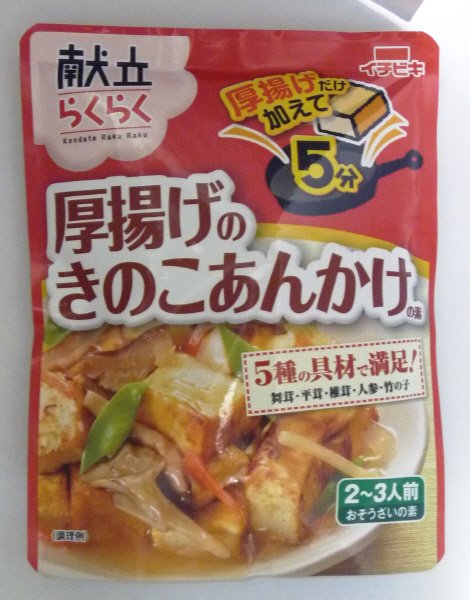 献立
らくらく
Kondate Raku Raku
イチビキ
厚揚げだけ
加えて
5分
厚揚げの
きのこあんかけの素
5種の具材で満足!
舞茸・平茸・椎茸・人参・竹の子
2~3人前
おそうざいの素
(調理例)